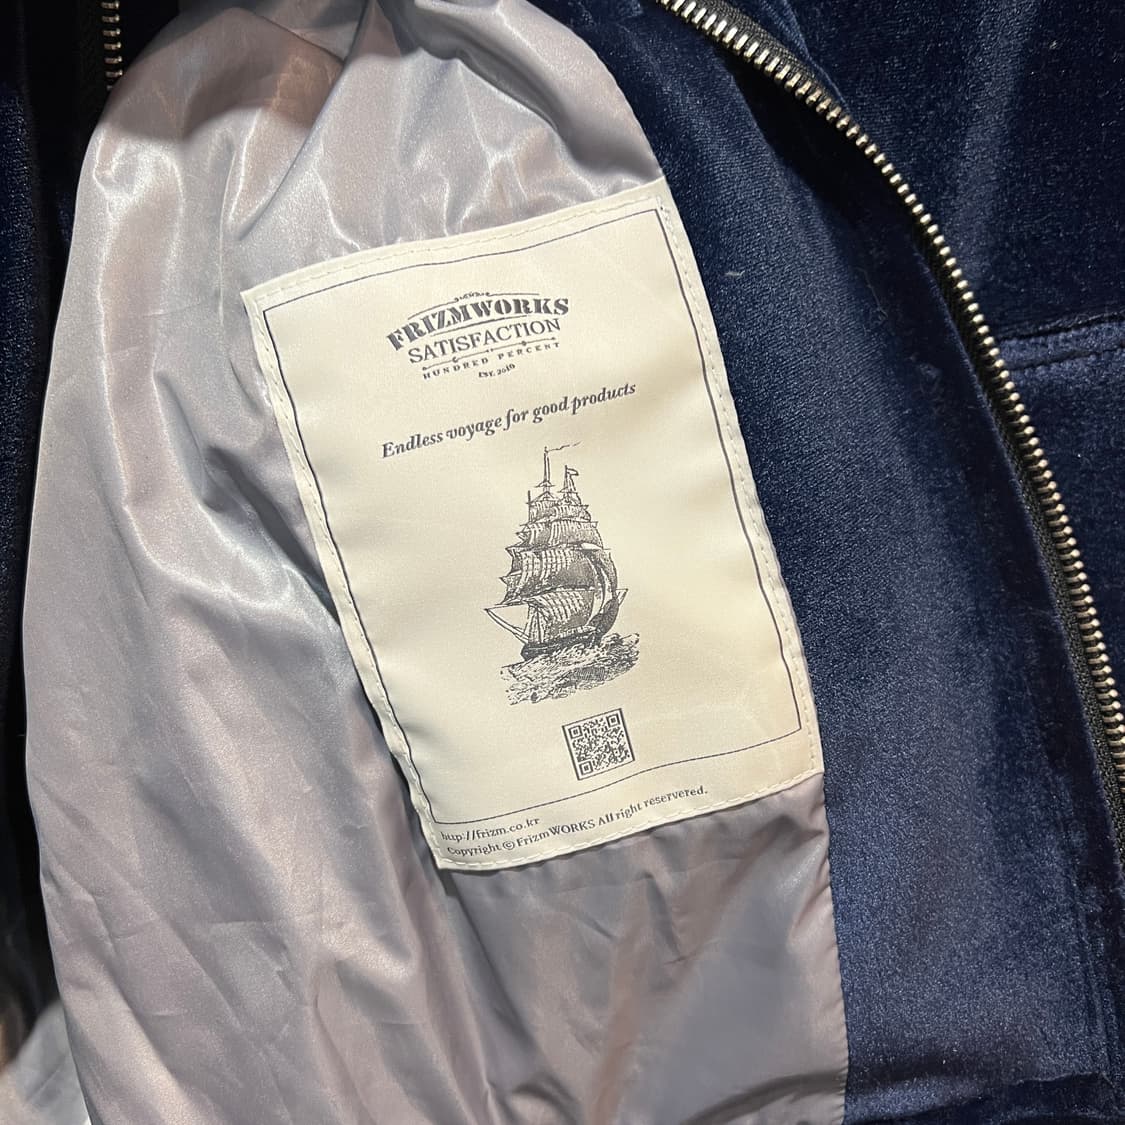 FRIZMWORKS
SATISFACTION
HUNDRED PERCENT
EST. 2010
Endless voyage for good products
http://frizm.co.kr
Copyright © FrizmWORKS All right reservered.